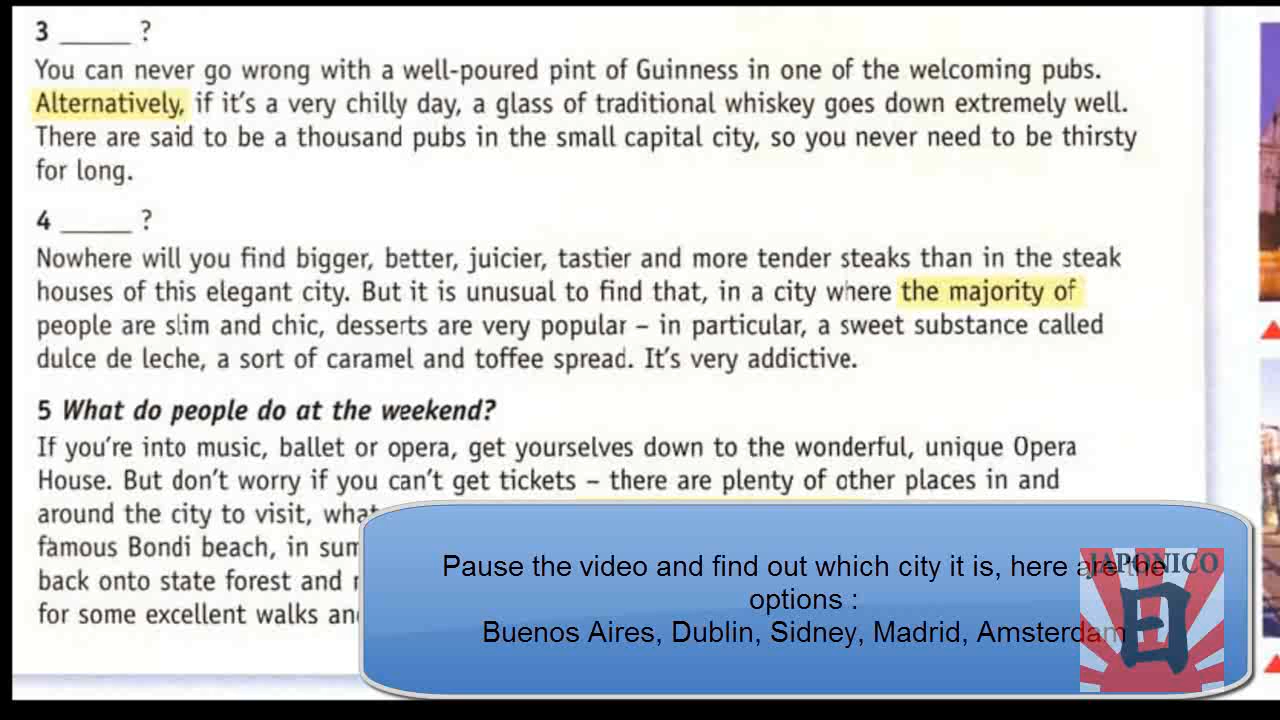 3 _____ ?
You can never go wrong with a well-poured pint of Guinness in one of the welcoming pubs.
Alternatively, if it's a very chilly day, a glass of traditional whiskey goes down extremely well.
There are said to be a thousand pubs in the small capital city, so you never need to be thirsty
for long.
4 _____ ?
Nowhere will you find bigger, better, juicier, tastier and more tender steaks than in the steak
houses of this elegant city. But it is unusual to find that, in a city where the majority of
people are slim and chic, desserts are very popular – in particular, a sweet substance called
dulce de leche, a sort of caramel and toffee spread. It's very addictive.
5 What do people do at the weekend?
If you're into music, ballet or opera, get yourselves down to the wonderful, unique Opera
House. But don't worry if you can't get tickets – there are plenty of other places in and
around the city to visit,
famous Bondi beach, in
back onto state forest and
for some excellent walks
Pause the video and find out which city it is, here are the
options :
Buenos Aires, Dublin, Sidney, Madrid, Amsterdam
JAPONICO
日